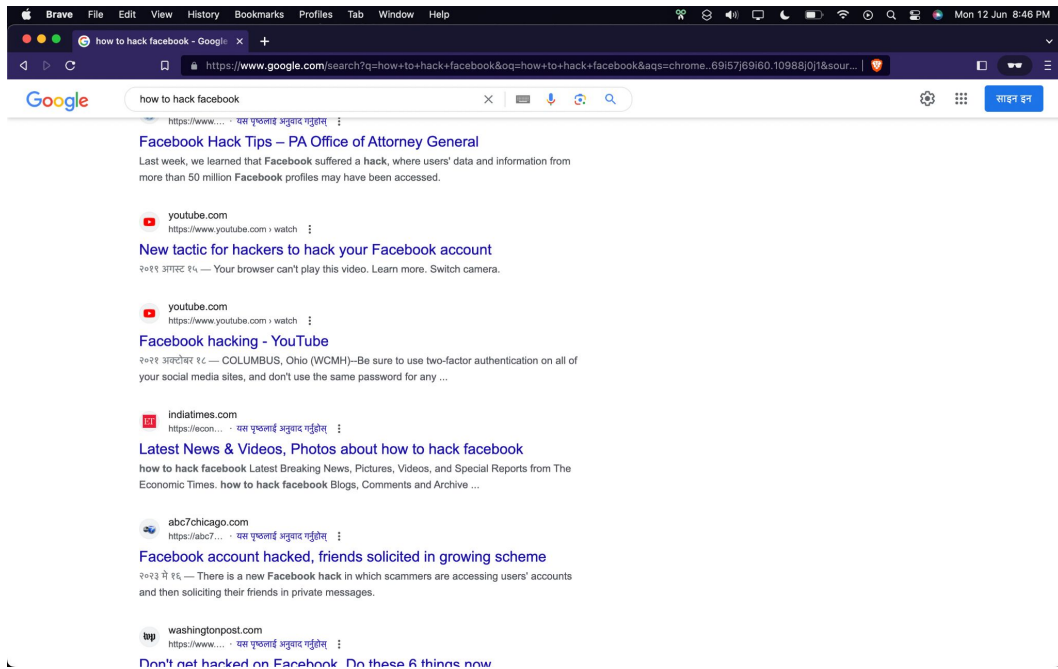 Brave File Edit View History Bookmarks Profiles Tab Window Help Mon 12 Jun 8:46 PM
how to hack facebook - Google
https://www.google.com/search?q=how+to+hack+facebook&oq=how+to+hack+facebook&aqs=chrome..69i57j69i60.10988j0j1&sour...
Google how to hack facebook साइन इन
https://www.... · यस पृष्ठलाई अनुवाद गर्नुहोस्
Facebook Hack Tips – PA Office of Attorney General
Last week, we learned that Facebook suffered a hack, where users' data and information from
more than 50 million Facebook profiles may have been accessed.
youtube.com
https://www.youtube.com › watch
New tactic for hackers to hack your Facebook account
२०१९ अगस्ट १५ — Your browser can't play this video. Learn more. Switch camera.
youtube.com
https://www.youtube.com › watch
Facebook hacking - YouTube
२०२१ अक्टोबर १८ — COLUMBUS, Ohio (WCMH)--Be sure to use two-factor authentication on all of
your social media sites, and don't use the same password for any ...
ET
indiatimes.com
https://econ... · यस पृष्ठलाई अनुवाद गर्नुहोस्
Latest News & Videos, Photos about how to hack facebook
how to hack facebook Latest Breaking News, Pictures, Videos, and Special Reports from The
Economic Times. how to hack facebook Blogs, Comments and Archive ...
abc7chicago.com
https://abc7... · यस पृष्ठलाई अनुवाद गर्नुहोस्
Facebook account hacked, friends solicited in growing scheme
२०२३ मे १६ — There is a new Facebook hack in which scammers are accessing users' accounts
and then soliciting their friends in private messages.
wp
washingtonpost.com
https://www.... · यस पृष्ठलाई अनुवाद गर्नुहोस्
Don't get hacked on Facebook. Do these 6 things now